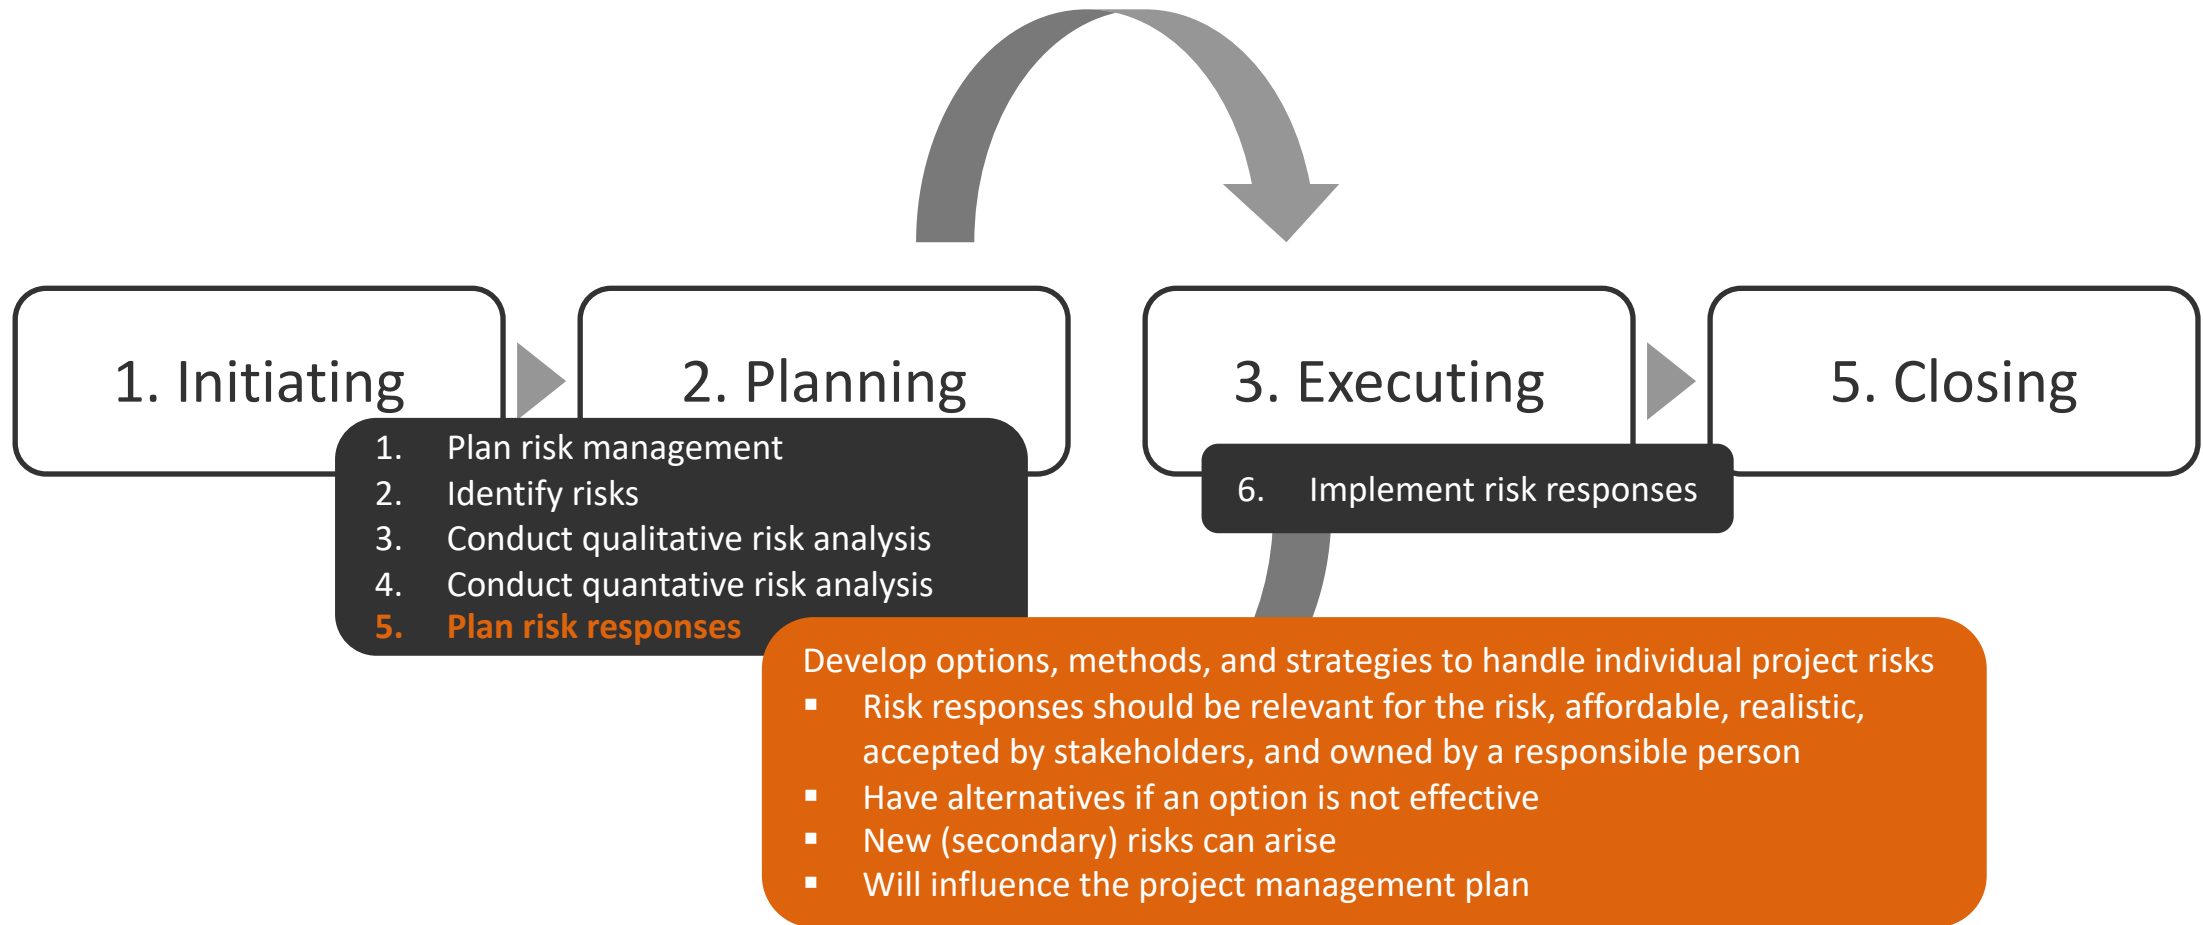 1. Initiating
2. Planning
3. Executing
5. Closing
1. Plan risk management
2. Identify risks
3. Conduct qualitative risk analysis
4. Conduct quantative risk analysis
5. Plan risk responses
6. Implement risk responses
Develop options, methods, and strategies to handle individual project risks
▪ Risk responses should be relevant for the risk, affordable, realistic,
accepted by stakeholders, and owned by a responsible person
▪ Have alternatives if an option is not effective
▪ New (secondary) risks can arise
▪ Will influence the project management plan